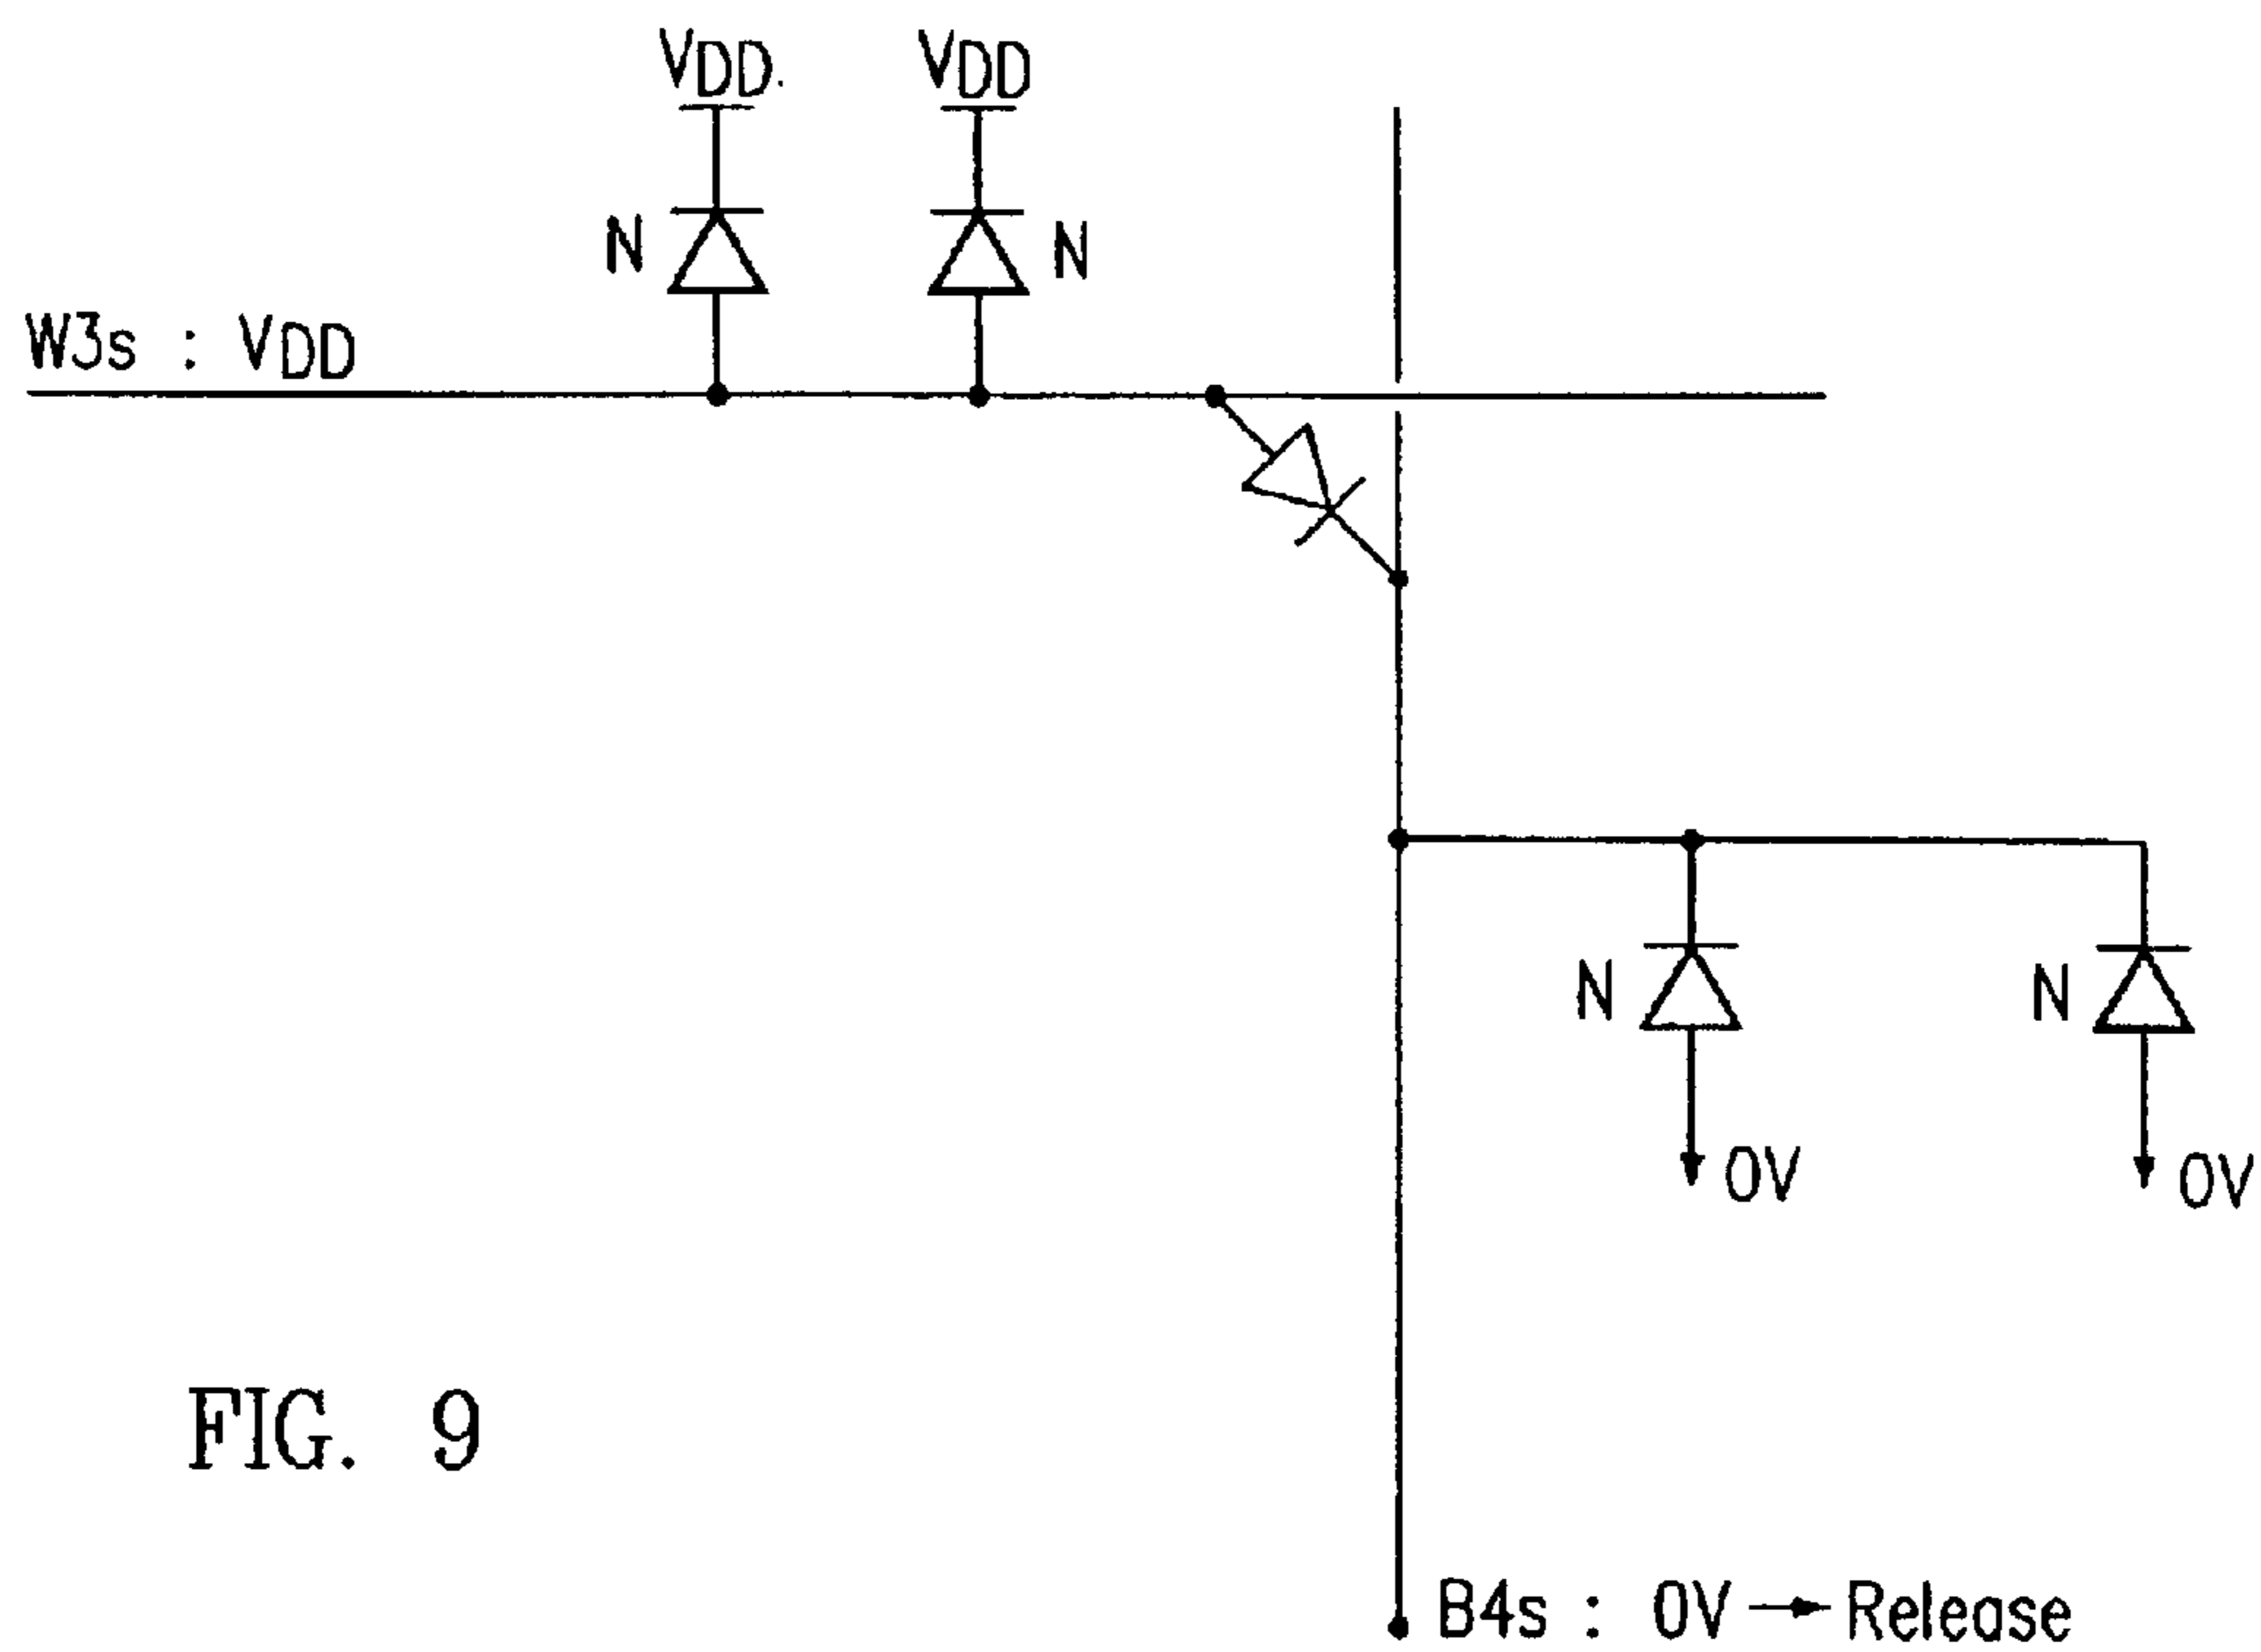 VDD. VDD
N N
W3s : VDD
N N
0V 0V
FIG. 9
B4s : 0V → Release